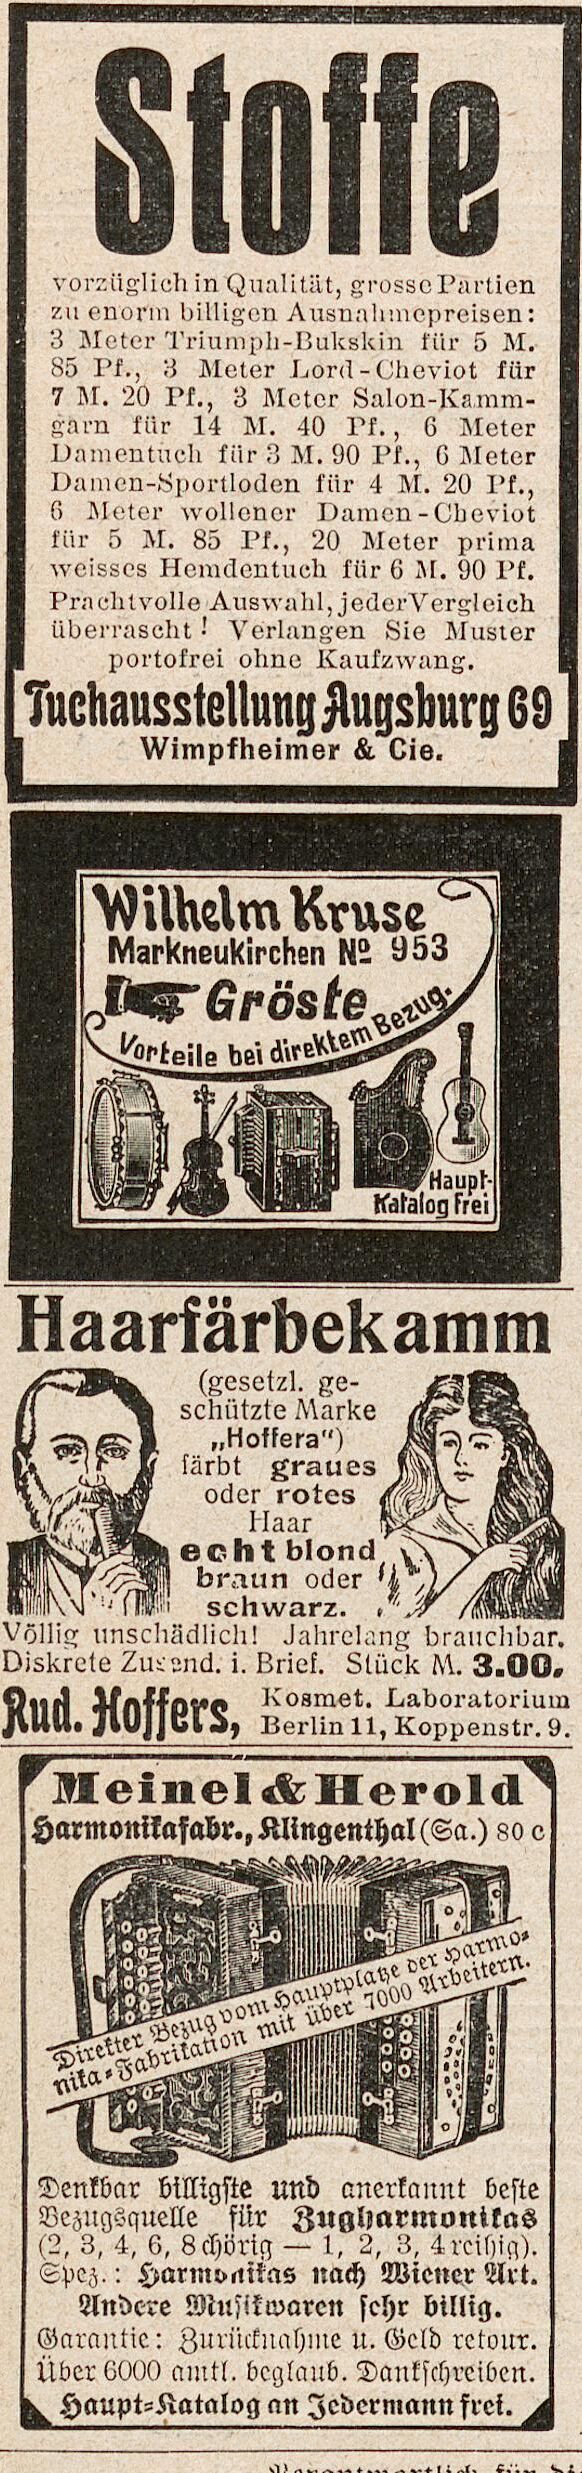 Stoffe
vorzüglich in Qualität, grosse Partien
zu enorm billigen Ausnahmepreisen:
3 Meter Triumph-Bukskin für 5 M.
85 Pf., 3 Meter Lord-Cheviot für
7 M. 20 Pf., 3 Meter Salon-Kamm-
garn für 14 M. 40 Pf., 6 Meter
Damentuch für 3 M. 90 Pf., 6 Meter
Damen-Sportloden für 4 M. 20 Pf.,
6 Meter wollener Damen-Cheviot
für 5 M. 85 Pf., 20 Meter prima
weisses Hemdentuch für 6 M. 90 Pf.
Prachtvolle Auswahl, jeder Vergleich
überrascht! Verlangen Sie Muster
portofrei ohne Kaufzwang.
Tuchausstellung Augsburg 69
Wimpfheimer & Cie.
Wilhelm Kruse
Markneukirchen No 953
Gröste
Vorteile bei direktem Bezug.
Haupt-
Katalog frei
Haarfärbekamm
(gesetzl. ge-
schützte Marke
„Hoffera“)
färbt graues
oder rotes
Haar
echt blond
braun oder
schwarz.
Völlig unschädlich! Jahrelang brauchbar.
Diskrete Zusend. i. Brief. Stück M. 3.00.
Rud. Hoffers, Kosmet. Laboratorium
Berlin 11, Koppenstr. 9.
Meinel & Herold
Harmonikafabr., Klingenthal (Sa.) 80 c
Direkter Bezug vom Hauptplatze der Harmo-
nika-Fabrikation mit über 7000 Arbeitern.
Denkbar billigste und anerkannt beste
Bezugsquelle für Zugharmonikas
(2, 3, 4, 6, 8 chörig — 1, 2, 3, 4 reihig).
Spez.: Harmonikas nach Wiener Art.
Andere Musikwaren sehr billig.
Garantie: Zurücknahme u. Geld retour.
Über 6000 amtl. beglaub. Dankschreiben.
Haupt-Katalog an Jedermann frei.